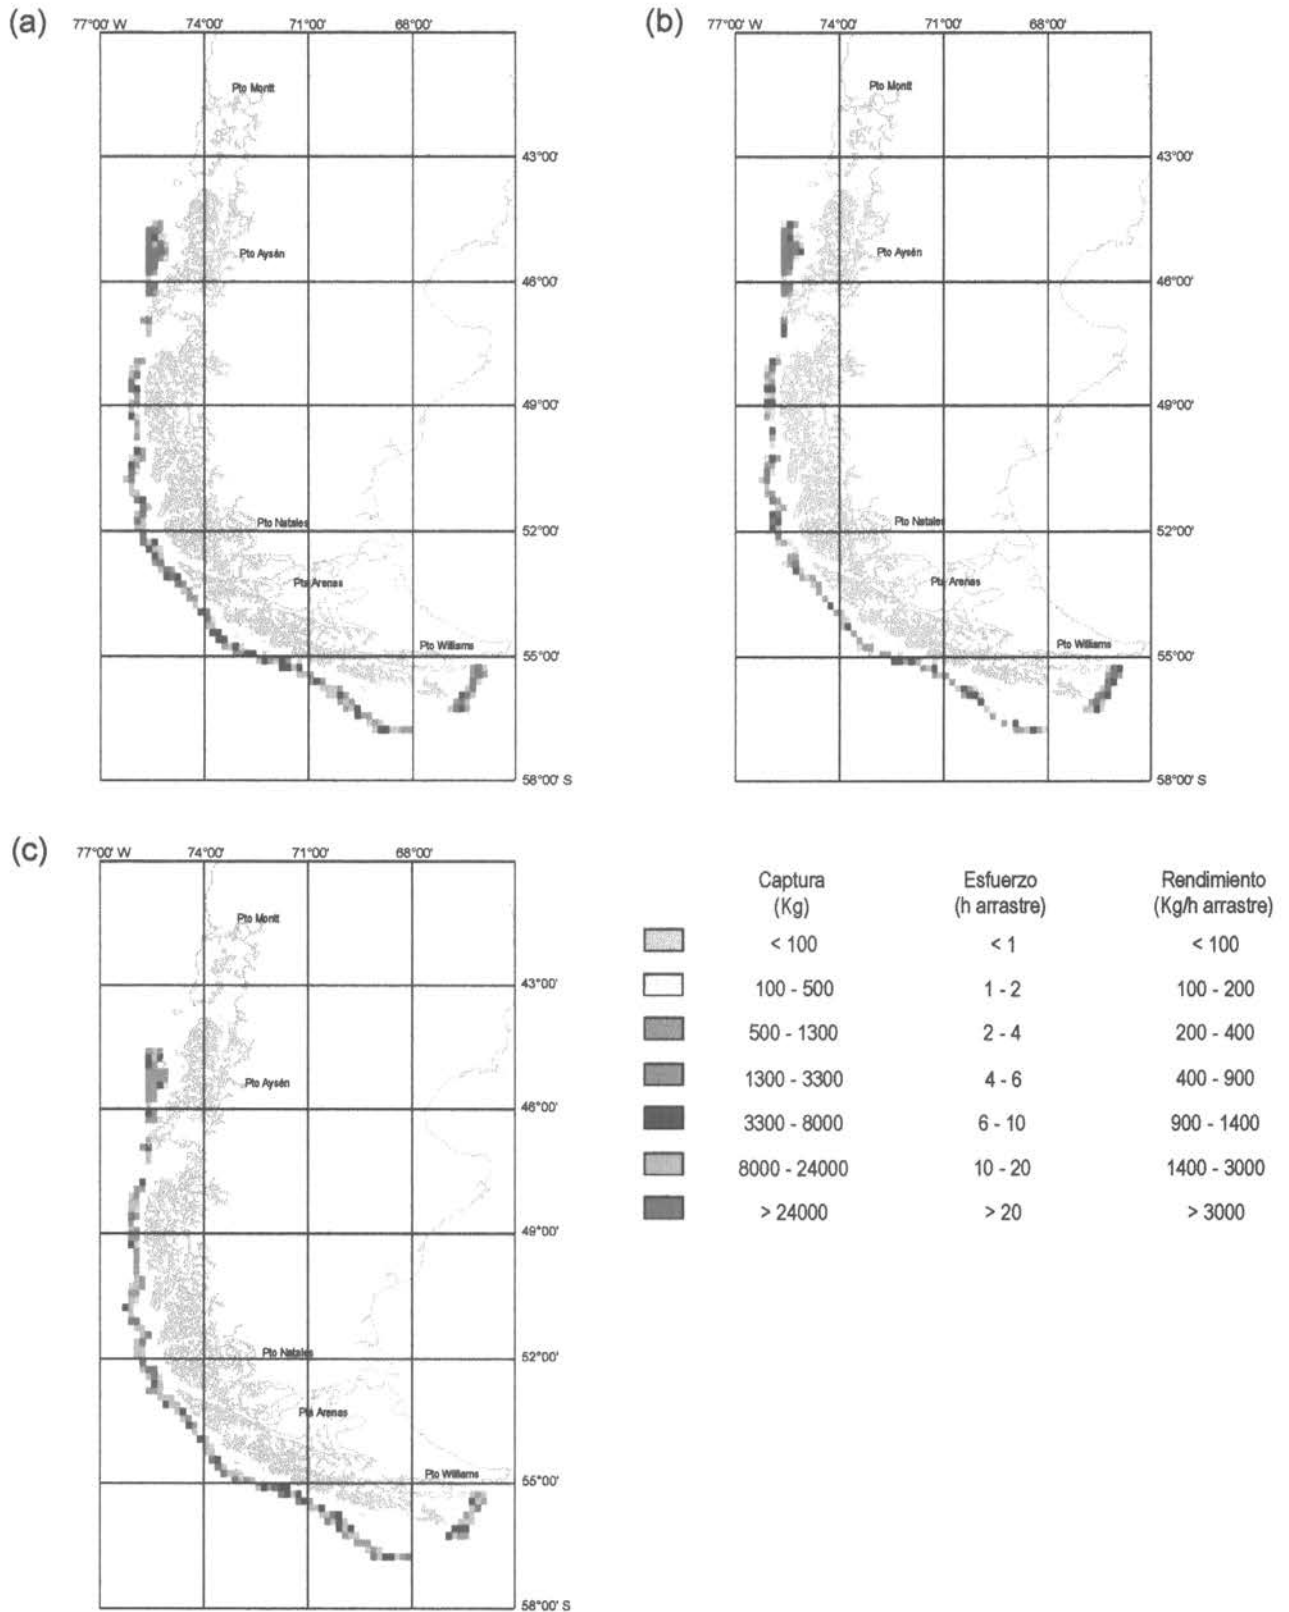 (a)
77°00' W 74°00' 71°00' 68°00'
Pto Montt
43°00'
Pto Aysén
46°00'
49°00'
Pto Natales
52°00'
Pta Arenas
Pto Williams
55°00'
58°00' S
(b)
77°00' W 74°00' 71°00' 68°00'
Pto Montt
43°00'
Pto Aysén
46°00'
49°00'
Pto Natales
52°00'
Pta Arenas
Pto Williams
55°00'
58°00' S
(c)
77°00' W 74°00' 71°00' 68°00'
Pto Montt
43°00'
Pto Aysén
46°00'
49°00'
Pto Natales
52°00'
Pta Arenas
Pto Williams
55°00'
58°00' S
Captura Esfuerzo Rendimiento
(Kg) (h arrastre) (Kg/h arrastre)
< 100 < 1 < 100
100 - 500 1 - 2 100 - 200
500 - 1300 2 - 4 200 - 400
1300 - 3300 4 - 6 400 - 900
3300 - 8000 6 - 10 900 - 1400
8000 - 24000 10 - 20 1400 - 3000
> 24000 > 20 > 3000